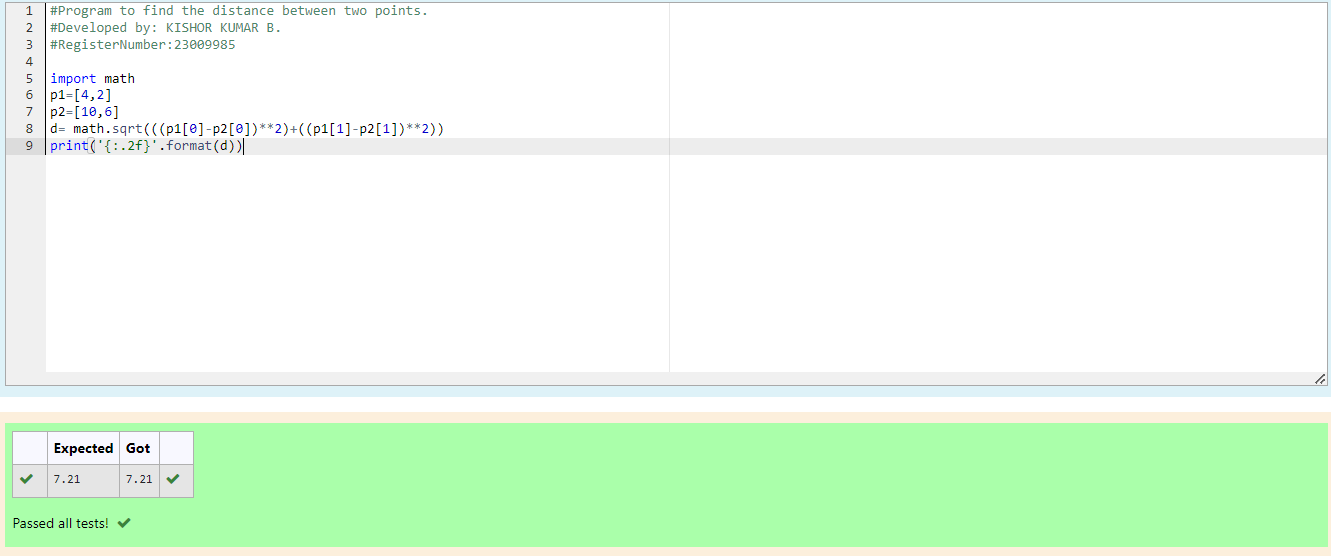 1 #Program to find the distance between two points.
2 #Developed by: KISHOR KUMAR B.
3 #RegisterNumber:23009985
4
5 import math
6 p1=[4,2]
7 p2=[10,6]
8 d= math.sqrt(((p1[0]-p2[0])**2)+((p1[1]-p2[1])**2))
9 print('{:.2f}'.format(d))
Expected Got
7.21 7.21
Passed all tests!